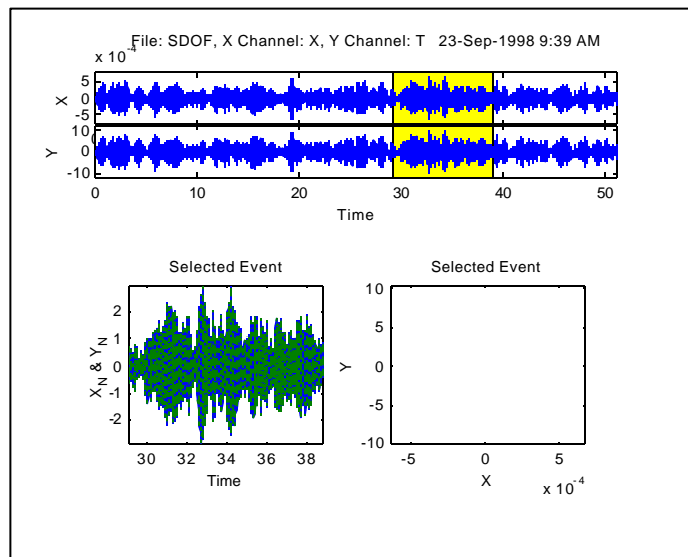 File: SDOF, X Channel: X, Y Channel: T 23-Sep-1998 9:39 AM
x 10^-4
5
0
-5
X
10
0
-10
Y
0 10 20 30 40 50
Time
Selected Event
2
1
0
-1
-2
X_N & Y_N
30 32 34 36 38
Time
Selected Event
10
5
0
-5
-10
Y
-5 0 5
X
x 10^-4